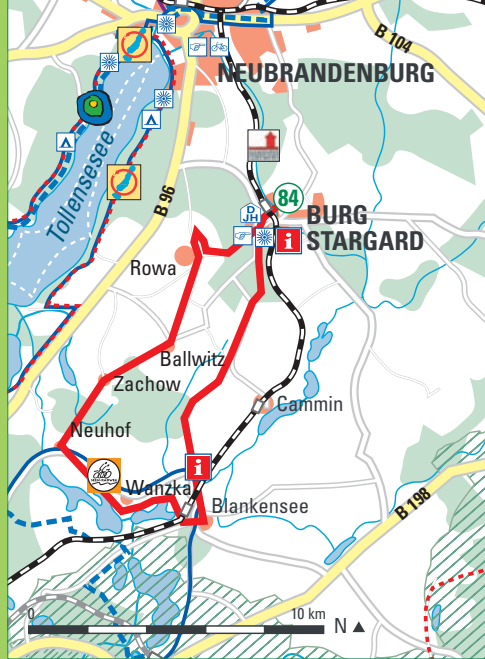 B 104
NEUBRANDENBURG
Tollensesee
B 96
84
D
JH
BURG
STARGARD
i
Rowa
Ballwitz
Zachow
Cammin
Neuhof
i
Wanzka
Blankensee
B 198
0
10 km
N